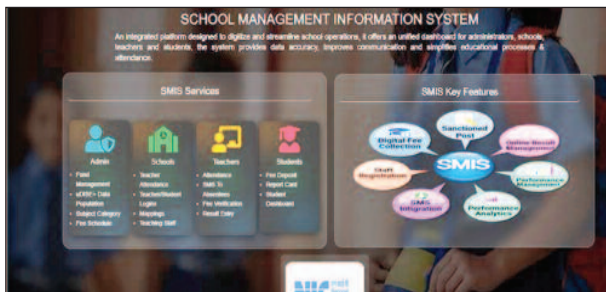 SCHOOL MANAGEMENT INFORMATION SYSTEM
An integrated platform designed to digitize and streamline school operations, it offers an unified dashboard for administrators, schools,
teachers and students, the system provides data accuracy, improves communication and simplifies educational processes &
attendance.
SMIS Services
Admin
Management
Population
Subject Category
Fee Schedule
Schools
Teacher
Attendance
Teacher/Student
Login
Mappings
Teaching Staff
Teachers
Attendance
SMS To
Absentees
Fee Verification
Result Entry
Students
Fee Deposit
Report Card
Student
Dashboard
SMIS Key Features
Sanctioned
Post
Digital Fee
Collection
Online Result
Management
Staff
Registration
SMIS
Performance
Management
SMS
Integration
Performance
Analytics